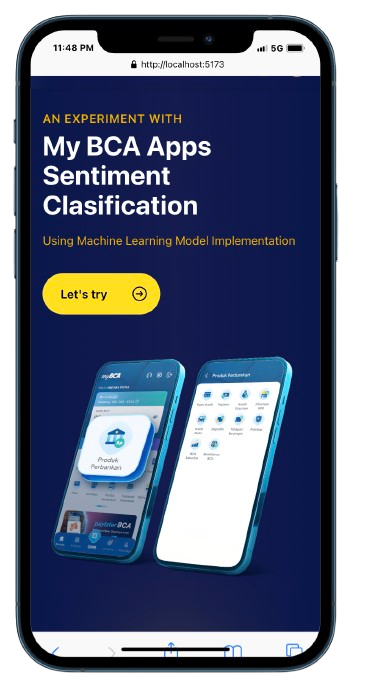 11:48 PM
5G
http://localhost:5173
AN EXPERIMENT WITH
My BCA Apps
Sentiment
Clasification
Using Machine Learning Model Implementation
Let's try
myBCA
Produk Perbankan
Produk
Perbankan
paylater BCA